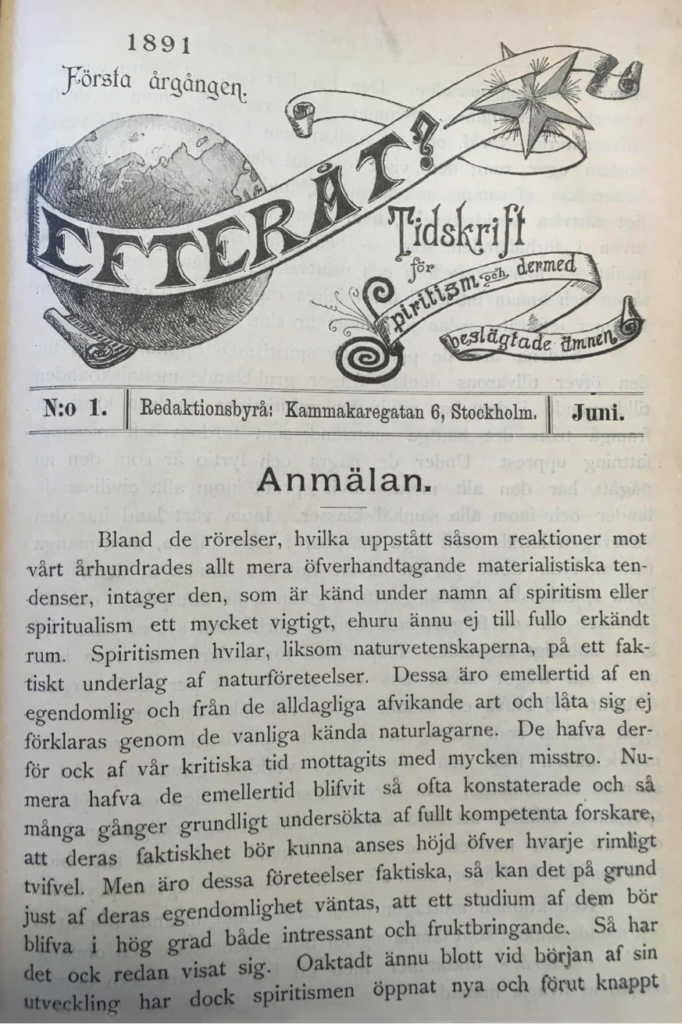 1891
Första årgången.
EFTERÅT?
Tidskrift
för
Spiritism och dermed
beslägtade ämnen
N:o 1. Redaktionsbyrå: Kammakaregatan 6, Stockholm. Juni.
Anmälan.
Bland de rörelser, hvilka uppstått såsom reaktioner mot
vårt århundrades allt mera öfverhandtagande materialistiska ten-
denser, intager den, som är känd under namn af spiritism eller
spiritualism ett mycket vigtigt, ehuru ännu ej till fullo erkändt
rum. Spiritismen hvilar, liksom naturvetenskaperna, på ett fak-
tiskt underlag af naturföreteelser. Dessa äro emellertid af en
egendomlig och från de alldagliga afvikande art och låta sig ej
förklaras genom de vanliga kända naturlagarne. De hafva der-
för ock af vår kritiska tid mottagits med mycken misstro. Nu-
mera hafva de emellertid blifvit så ofta konstaterade och så
många gånger grundligt undersökta af fullt kompetenta forskare,
att deras faktiskhet bör kunna anses höjd öfver hvarje rimligt
tvifvel. Men äro dessa företeelser faktiska, så kan det på grund
just af deras egendomlighet väntas, att ett studium af dem bör
blifva i hög grad både intressant och fruktbringande. Så har
det ock redan visat sig. Oaktadt ännu blott vid början af sin
utveckling har dock spiritismen öppnat nya och förut knappt